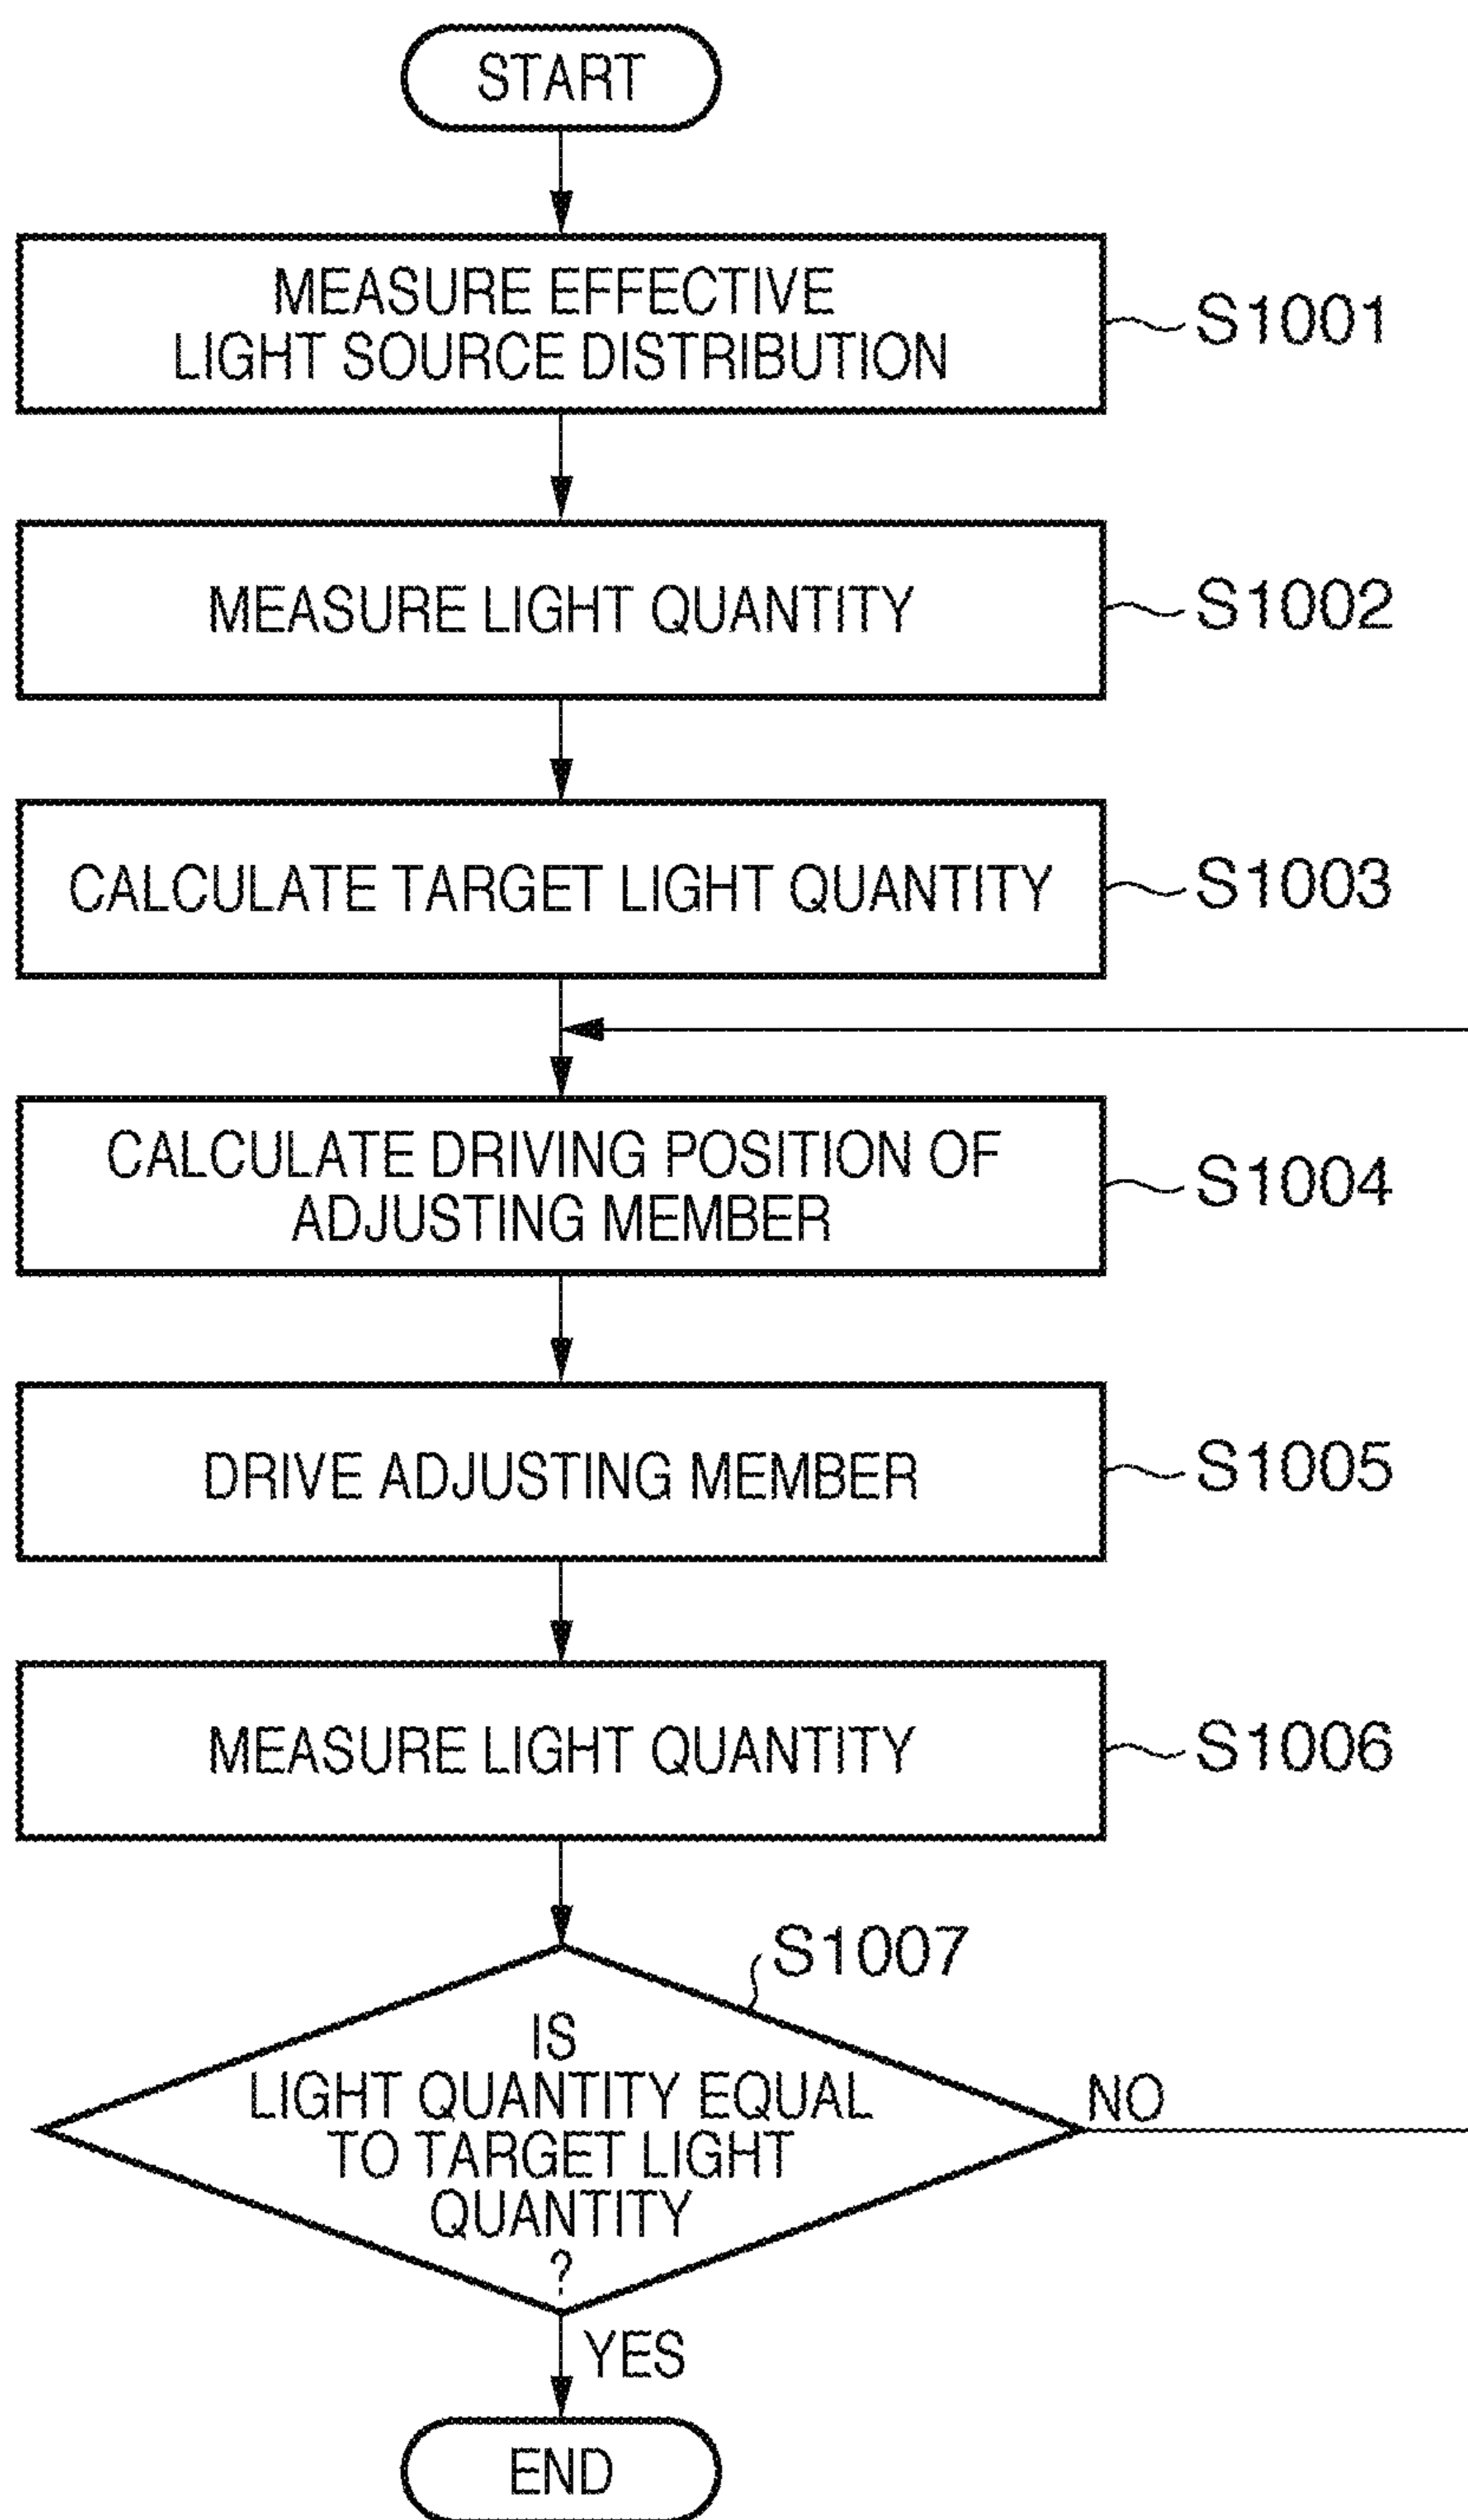 START
MEASURE EFFECTIVE
LIGHT SOURCE DISTRIBUTION
S1001
MEASURE LIGHT QUANTITY
S1002
CALCULATE TARGET LIGHT QUANTITY
S1003
CALCULATE DRIVING POSITION OF
ADJUSTING MEMBER
S1004
DRIVE ADJUSTING MEMBER
S1005
MEASURE LIGHT QUANTITY
S1006
S1007
IS
LIGHT QUANTITY EQUAL
TO TARGET LIGHT
QUANTITY
?
NO
YES
END